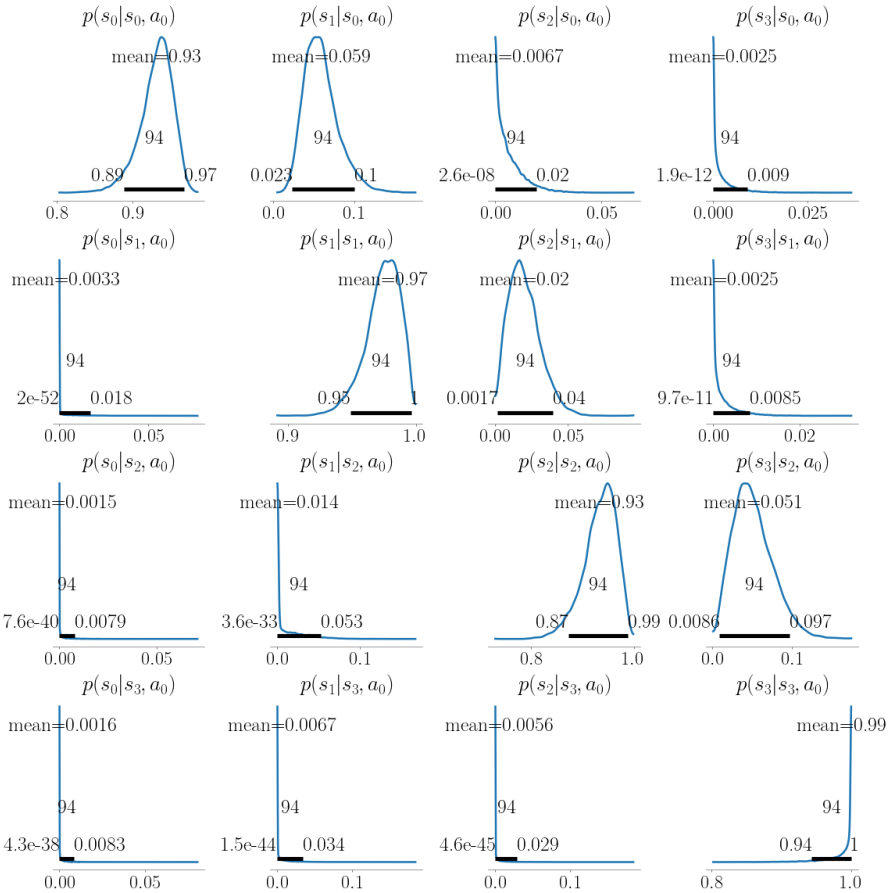 p(s₀|s₀, a₀) p(s₁|s₀, a₀) p(s₂|s₀, a₀) p(s₃|s₀, a₀)
mean=0.93 mean=0.059 mean=0.0067 mean=0.0025
94 94 94 94
0.89 0.97 0.023 0.1 2.6e-08 0.02 1.9e-12 0.009
0.8 0.9 0.0 0.1 0.00 0.05 0.000 0.025
p(s₀|s₁, a₀) p(s₁|s₁, a₀) p(s₂|s₁, a₀) p(s₃|s₁, a₀)
mean=0.0033 mean=0.97 mean=0.02 mean=0.0025
94 94 94 94
2e-52 0.018 0.95 1 0.0017 0.04 9.7e-11 0.0085
0.00 0.05 0.9 1.0 0.00 0.05 0.00 0.02
p(s₀|s₂, a₀) p(s₁|s₂, a₀) p(s₂|s₂, a₀) p(s₃|s₂, a₀)
mean=0.0015 mean=0.014 mean=0.93 mean=0.051
94 94 94 94
7.6e-40 0.0079 3.6e-33 0.053 0.87 0.99 0.0086 0.097
0.00 0.05 0.0 0.1 0.8 1.0 0.0 0.1
p(s₀|s₃, a₀) p(s₁|s₃, a₀) p(s₂|s₃, a₀) p(s₃|s₃, a₀)
mean=0.0016 mean=0.0067 mean=0.0056 mean=0.99
94 94 94 94
4.3e-38 0.0083 1.5e-44 0.034 4.6e-45 0.029 0.94 1
0.00 0.05 0.0 0.1 0.0 0.1 0.8 1.0